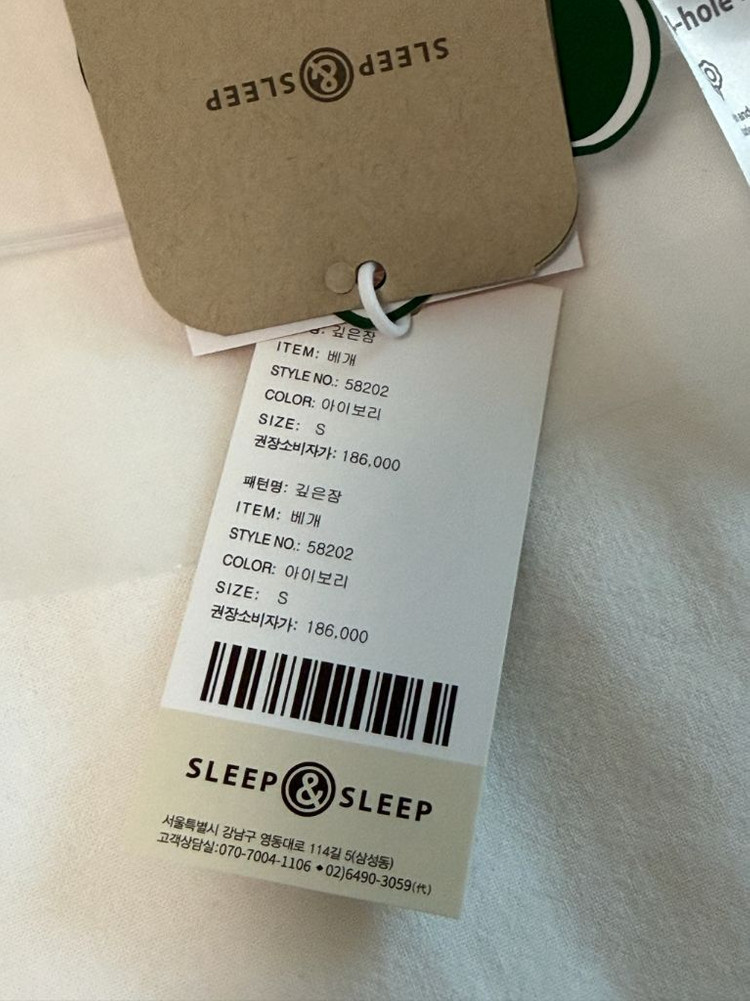 SLEEP & SLEEP
-hole
깊은잠
ITEM: 베개
STYLE NO.: 58202
COLOR: 아이보리
SIZE: S
권장소비자가: 186,000
패턴명: 깊은잠
ITEM: 베개
STYLE NO.: 58202
COLOR: 아이보리
SIZE: S
권장소비자가: 186,000
SLEEP & SLEEP
서울특별시 강남구 영동대로 114길 5(삼성동)
고객상담실:070-7004-1106 ◆02)6490-3059(代)